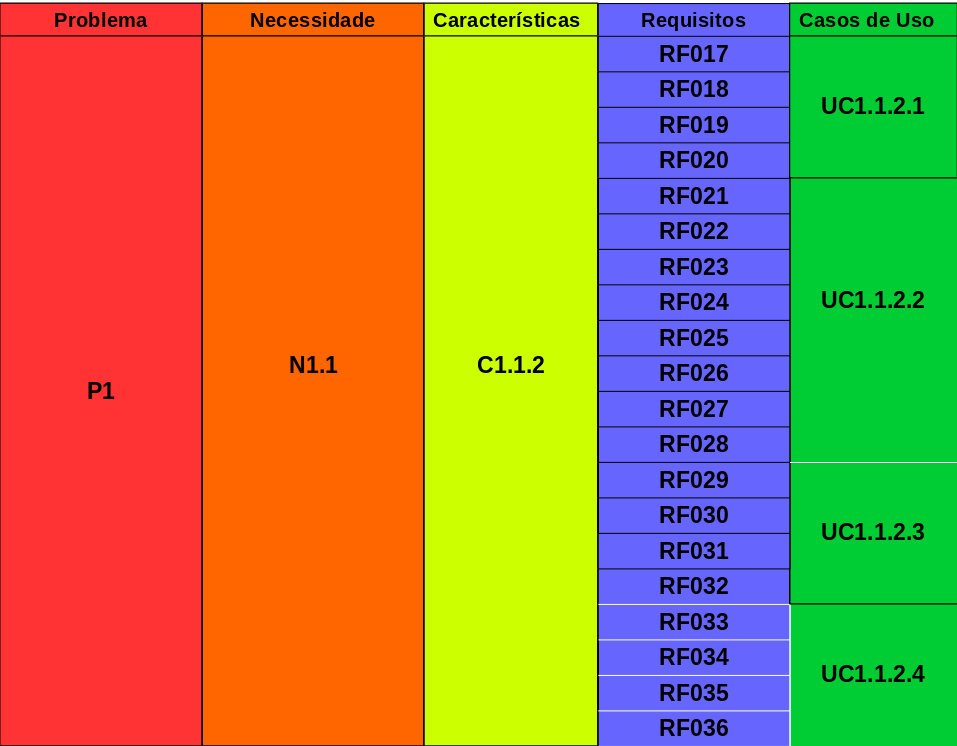 Problema Necessidade Características Requisitos Casos de Uso
RF017
RF018
UC1.1.2.1
RF019
RF020
RF021
RF022
RF023
RF024
UC1.1.2.2
RF025
N1.1 C1.1.2
RF026
P1
RF027
RF028
RF029
RF030
UC1.1.2.3
RF031
RF032
RF033
RF034
UC1.1.2.4
RF035
RF036